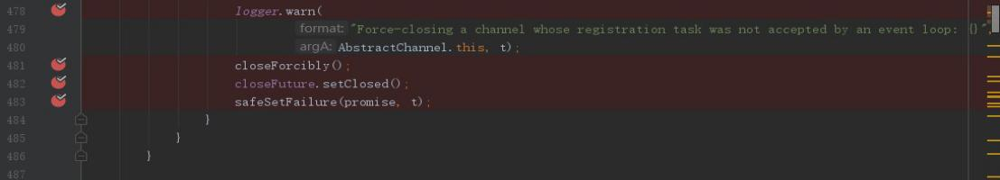 478 logger.warn(
479 format: "Force-closing a channel whose registration task was not accepted by an event loop: {}",
480 argA: AbstractChannel.this, t);
481 closeForcibly();
482 closeFuture.setClosed();
483 safeSetFailure(promise, t);
484 }
485 }
486 }
487